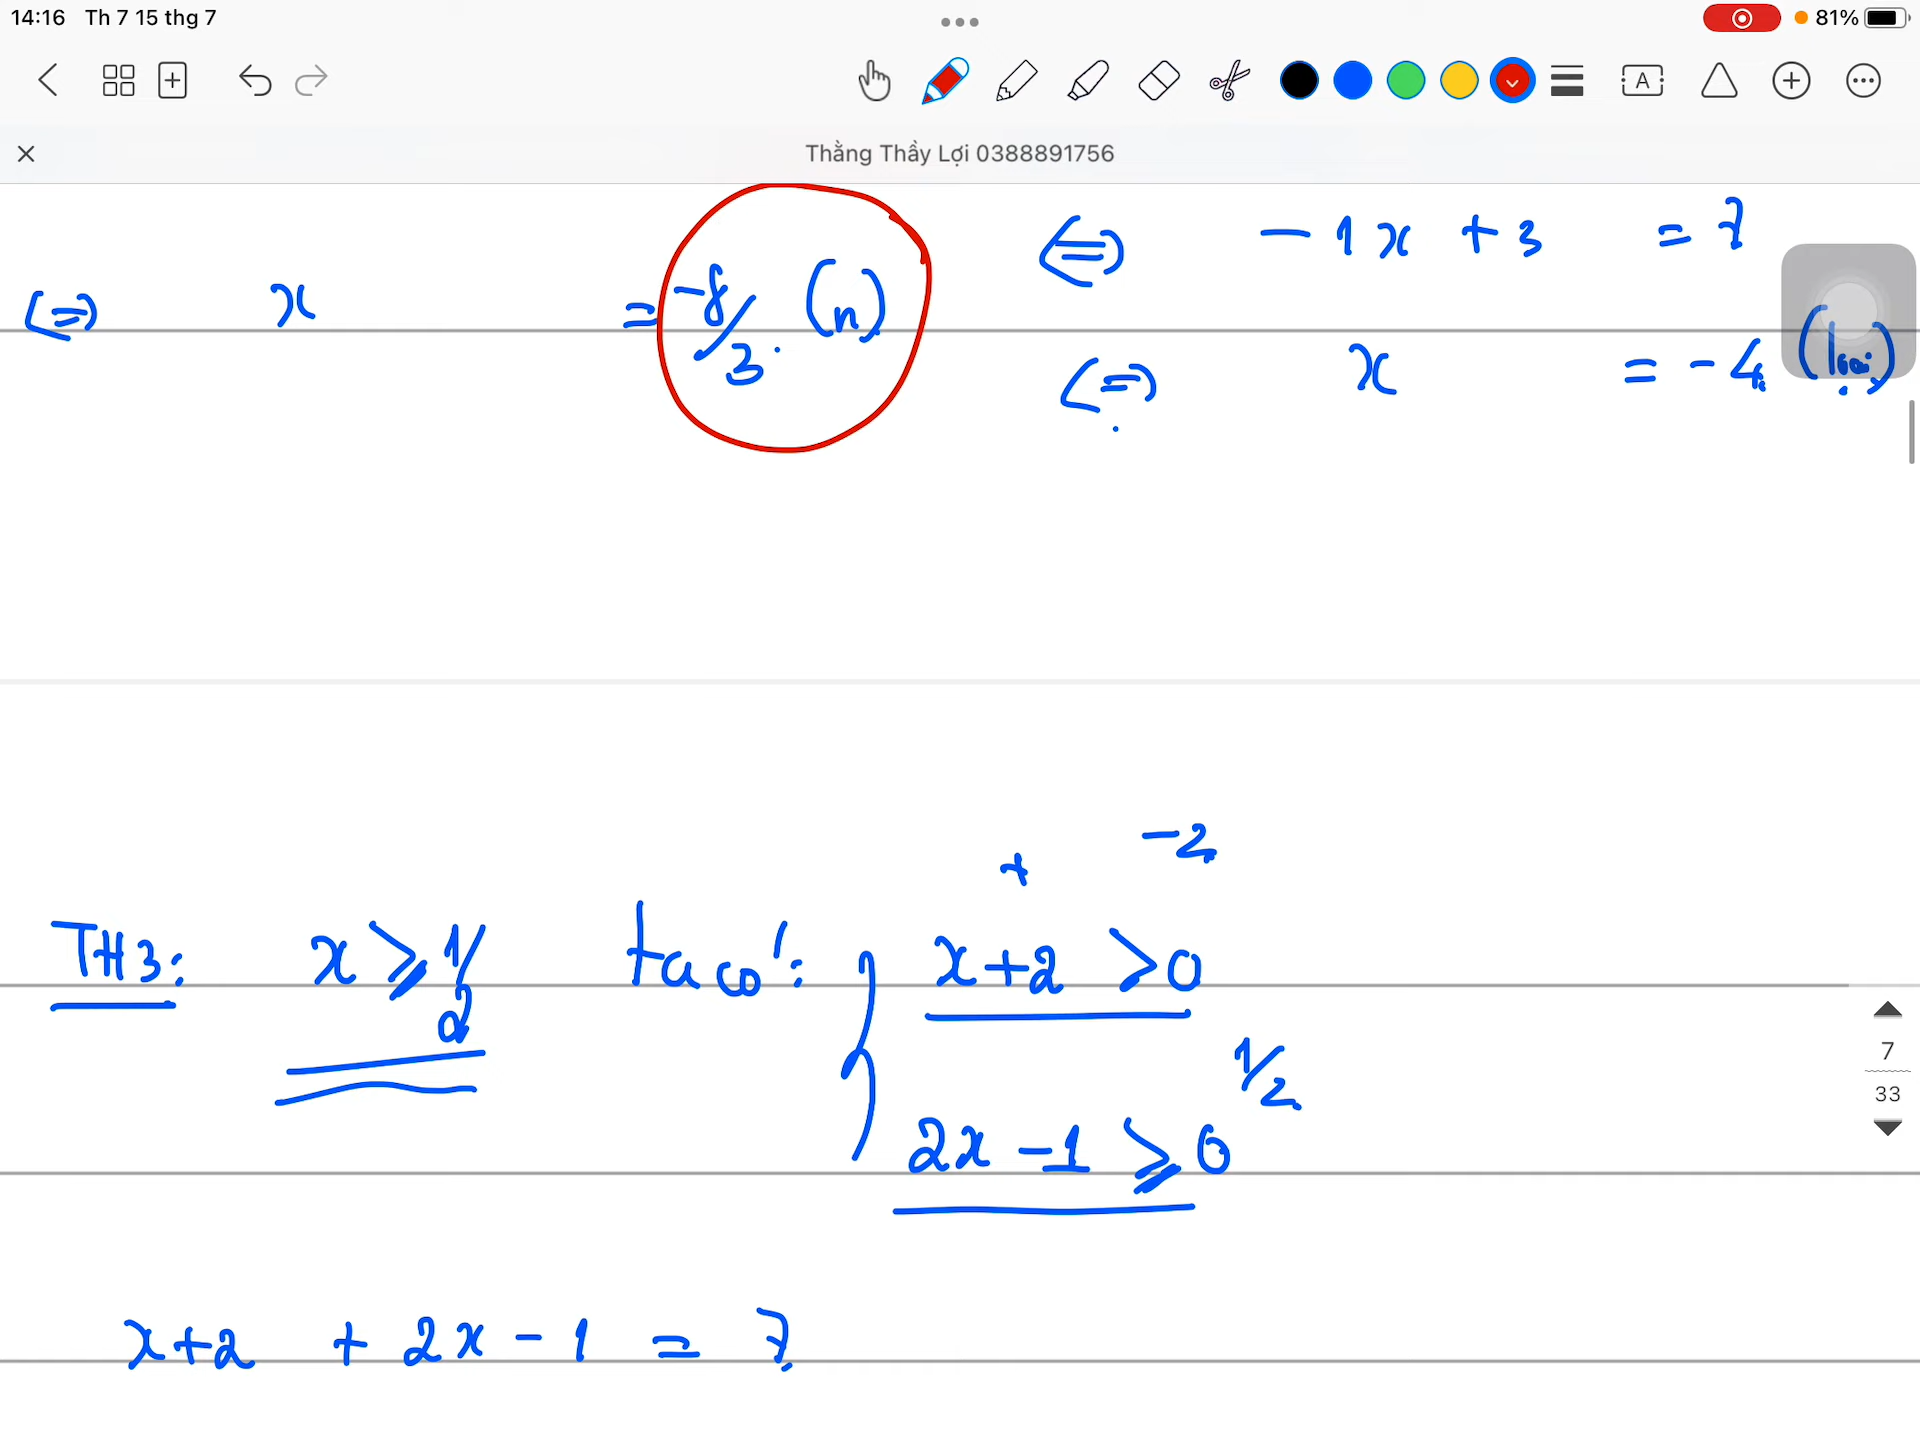 14:16 Th 7 15 thg 7
81%
A
Thằng Thầy Lợi 0388891756
⇔ -1x + 3 = 7
⇔ x = -8/3 (n)
⇔ x = -4 (loại)
+ -2
TH3: x ⩾ 1/2 ta có: x+2 > 0
1/2
2x - 1 ⩾ 0
x+2 + 2x - 1 = 7
7
33